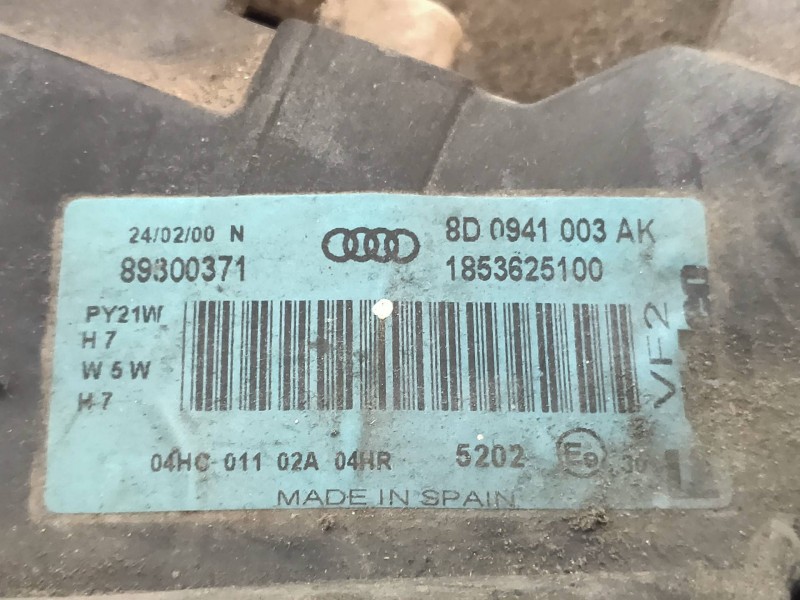 24/02/00 N
8D 0941 003 AK
89300371
1853625100
PY21W
H 7
W 5 W
H 7
VF2
04HC 011 02A 04HR
5202
E9
MADE IN SPAIN